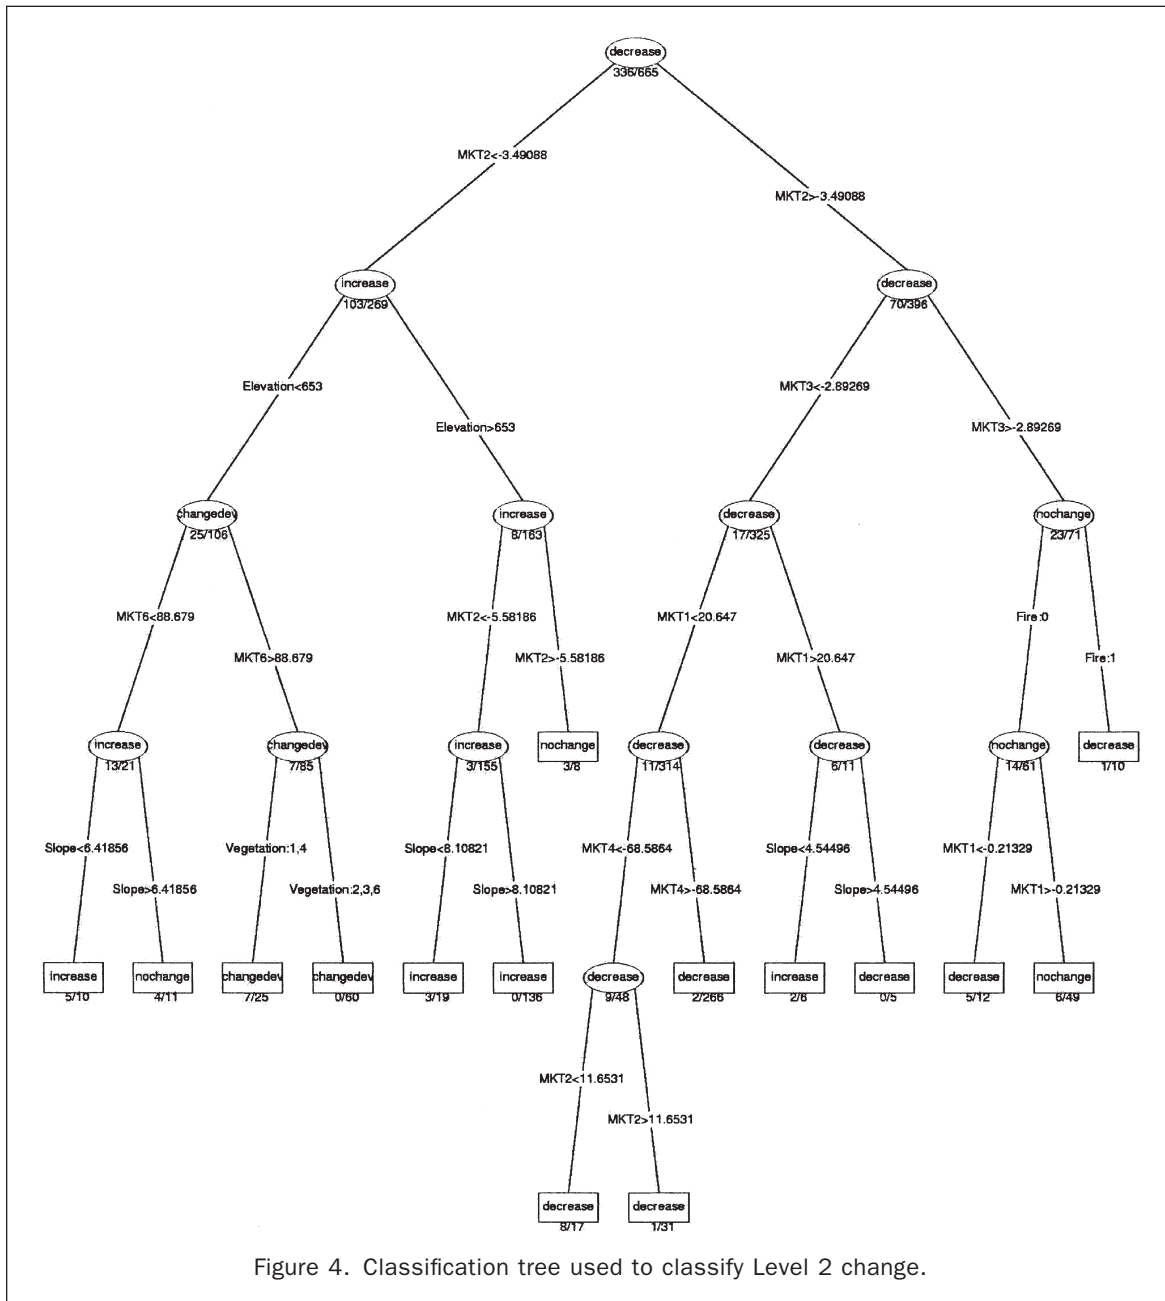 decrease
336/665
MKT2<-3.49088
MKT2>-3.49088
increase
103/269
decrease
70/396
Elevation<653
Elevation>653
MKT3<-2.89269
MKT3>-2.89269
changedev
25/106
increase
8/163
decrease
17/325
nochange
23/71
MKT6<88.679
MKT6>88.679
MKT2<-5.58186
MKT2>-5.58186
MKT1<20.647
MKT1>20.647
Fire:0
Fire:1
increase
13/21
changedev
7/85
increase
3/155
nochange
3/8
decrease
11/314
decrease
6/11
nochange
14/61
decrease
1/10
Slope<6.41856
Slope>6.41856
Vegetation:1,4
Vegetation:2,3,6
Slope<8.10821
Slope>8.10821
MKT4<-68.5864
MKT4>-68.5864
Slope<4.54496
Slope>4.54496
MKT1<-0.21329
MKT1>-0.21329
increase
5/10
nochange
4/11
changedev
7/25
changedev
0/60
increase
3/19
increase
0/136
decrease
9/48
decrease
2/266
increase
2/6
decrease
0/5
decrease
5/12
nochange
6/49
MKT2<11.6531
MKT2>11.6531
decrease
8/17
decrease
1/31
Figure 4. Classification tree used to classify Level 2 change.